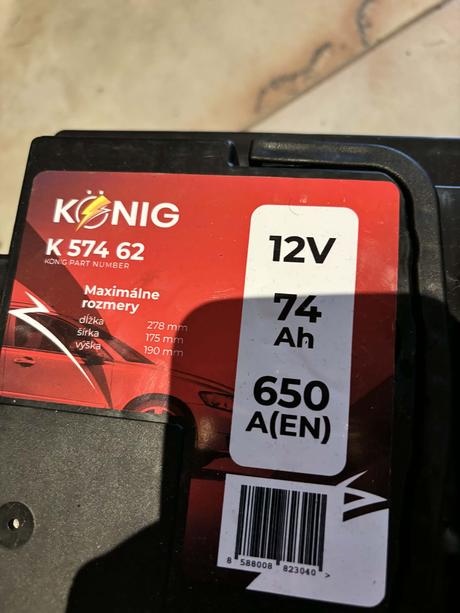 KÖNIG
K 574 62
KÖNIG PART NUMBER
Maximálne
rozmery
dĺžka 278 mm
šírka 175 mm
výška 190 mm
12V
74
Ah
650
A(EN)
8 588008 823040 >